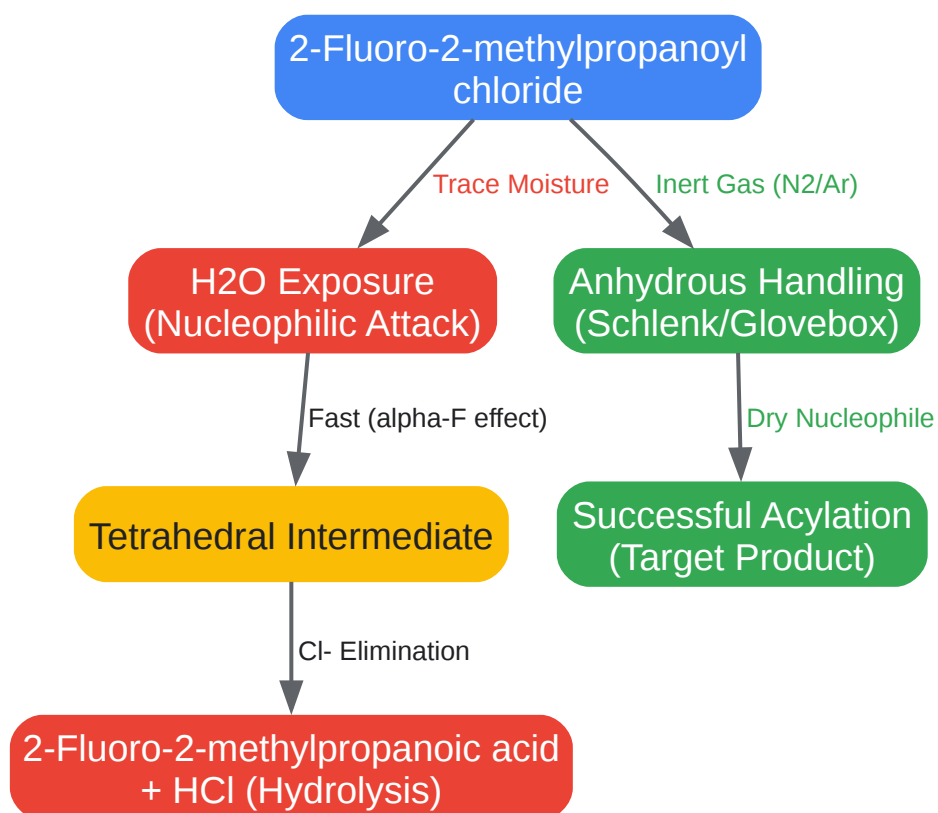 2-Fluoro-2-methylpropanoyl
chloride
Trace Moisture
Inert Gas (N2/Ar)
H2O Exposure
(Nucleophilic Attack)
Anhydrous Handling
(Schlenk/Glovebox)
Fast (alpha-F effect)
Dry Nucleophile
Tetrahedral Intermediate
Successful Acylation
(Target Product)
Cl- Elimination
2-Fluoro-2-methylpropanoic acid
+ HCl (Hydrolysis)